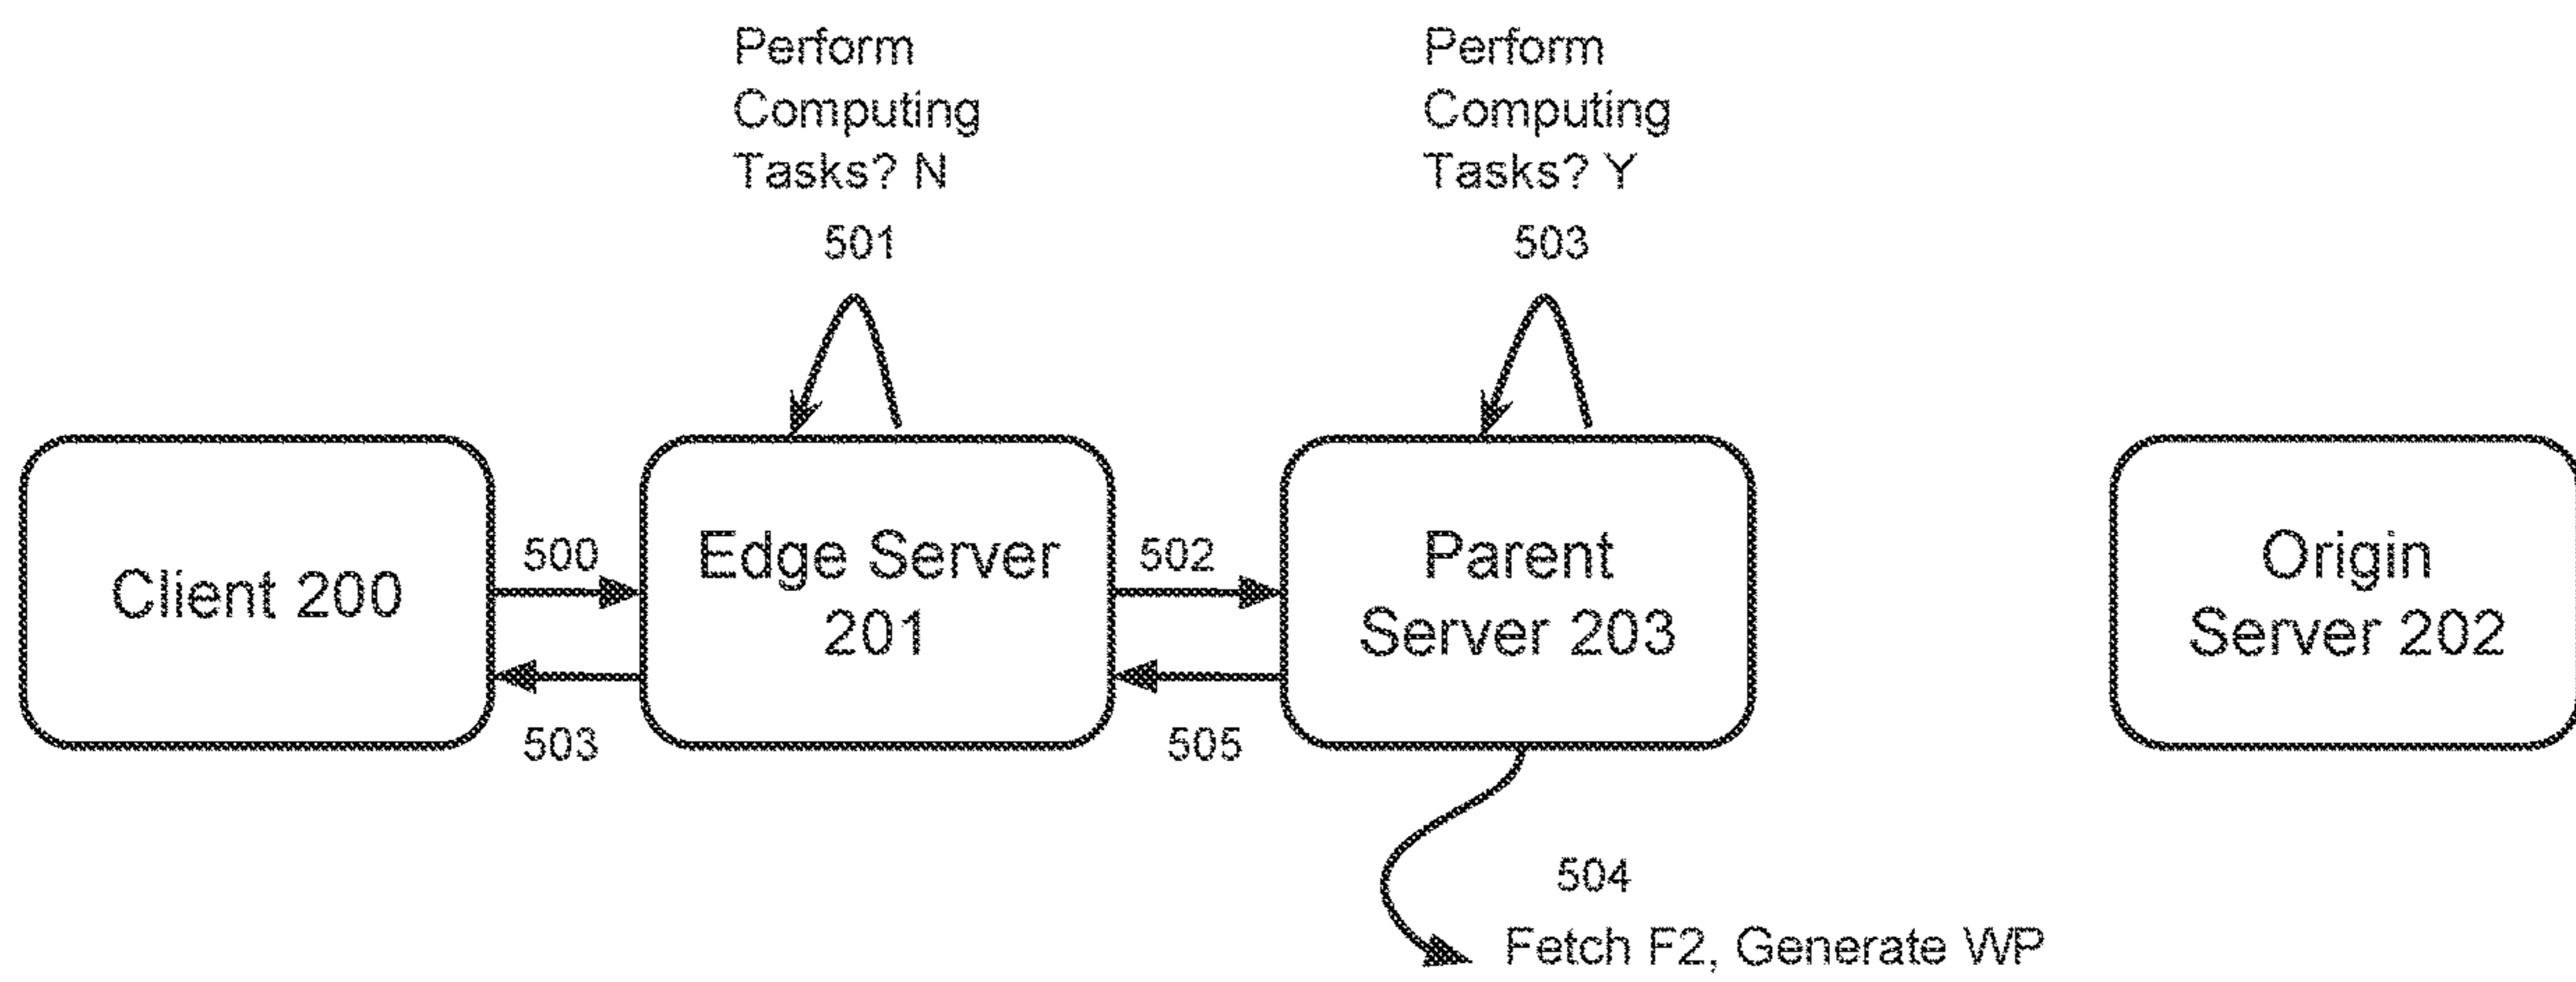 Perform
Computing
Tasks? N
501
Perform
Computing
Tasks? Y
503
Client 200
500
503
Edge Server
201
502
505
Parent
Server 203
Origin
Server 202
504
Fetch F2, Generate WP